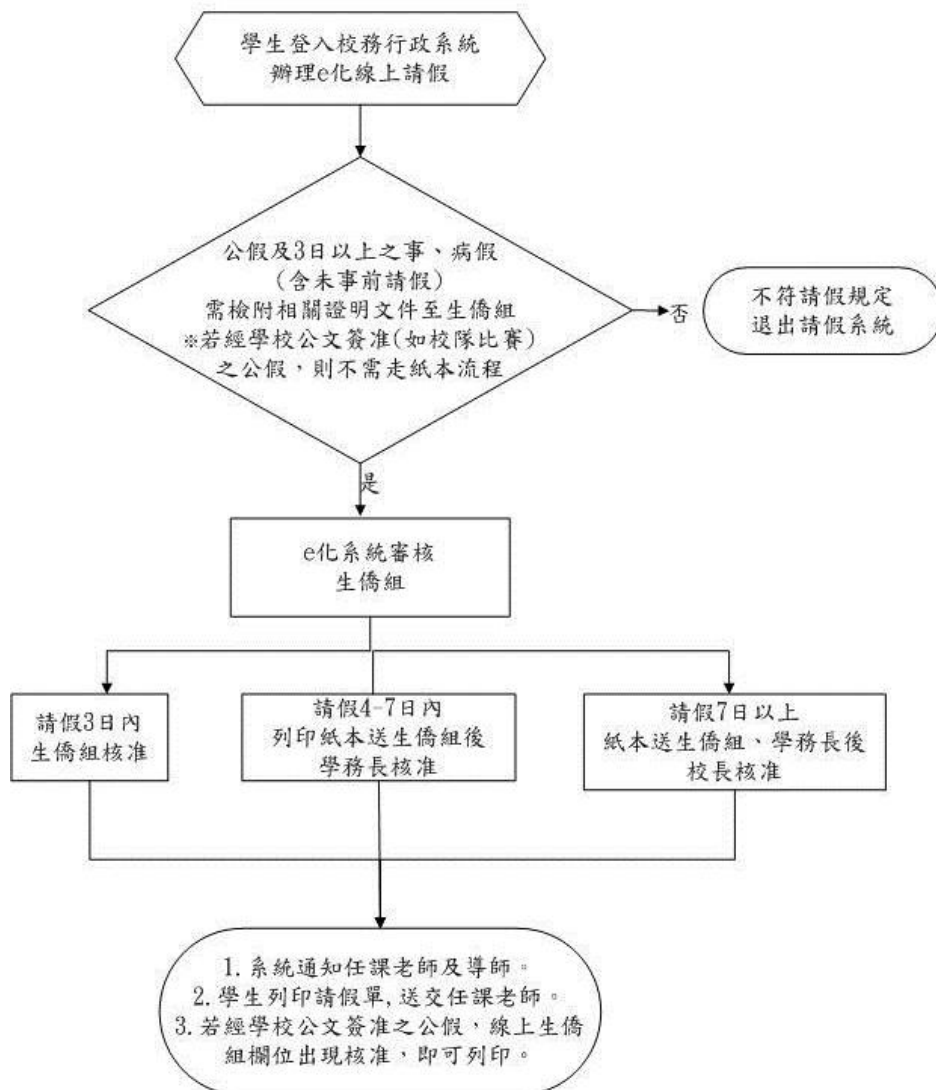 學生登入校務行政系統
辦理e化線上請假
公假及3日以上之事、病假
(含未事前請假)
需檢附相關證明文件至生僑組
※若經學校公文簽准(如校隊比賽)
之公假，則不需走紙本流程
否
不符請假規定
退出請假系統
是
e化系統審核
生僑組
請假3日內
生僑組核准
請假4-7日內
列印紙本送生僑組後
學務長核准
請假7日以上
紙本送生僑組、學務長後
校長核准
1. 系統通知任課老師及導師。
2. 學生列印請假單, 送交任課老師。
3. 若經學校公文簽准之公假，線上生僑
組欄位出現核准，即可列印。